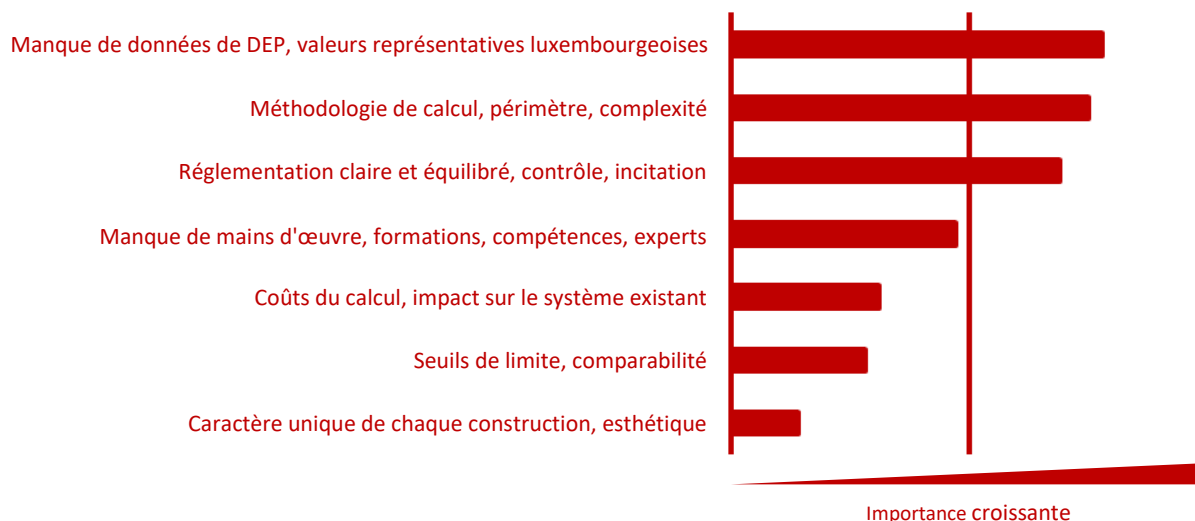 Manque de données de DEP, valeurs représentatives luxembourgeoises
Méthodologie de calcul, périmètre, complexité
Réglementation claire et équilibré, contrôle, incitation
Manque de mains d'œuvre, formations, compétences, experts
Coûts du calcul, impact sur le système existant
Seuils de limite, comparabilité
Caractère unique de chaque construction, esthétique
Importance croissante